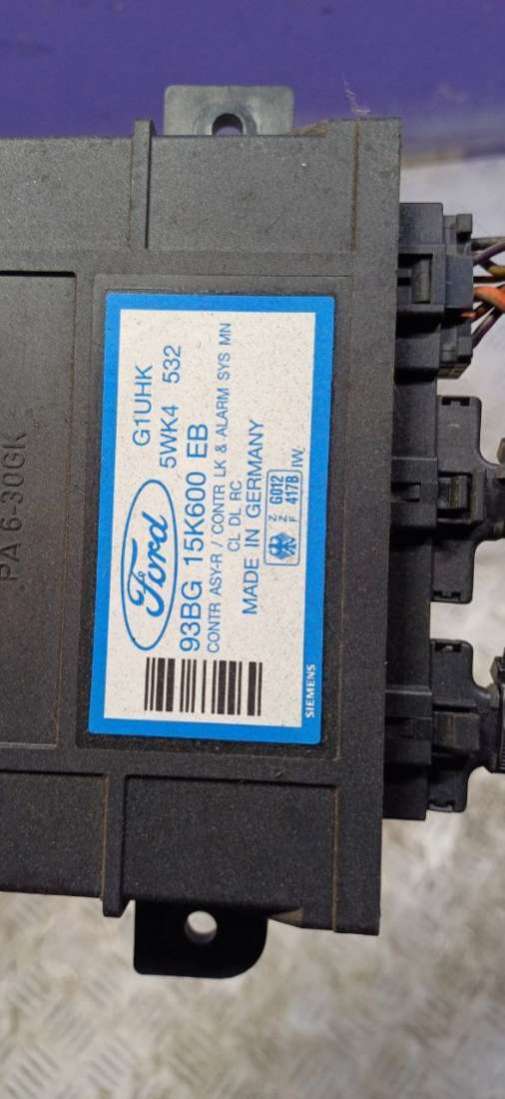 PA 6-30GK
Ford
G1UHK
5WK4 532
93BG 15K600 EB
CONTR ASY-R / CONTR LK & ALARM SYS MN
CL DL RC
MADE IN GERMANY
Z Z F
G012
417B
IW.
SIEMENS